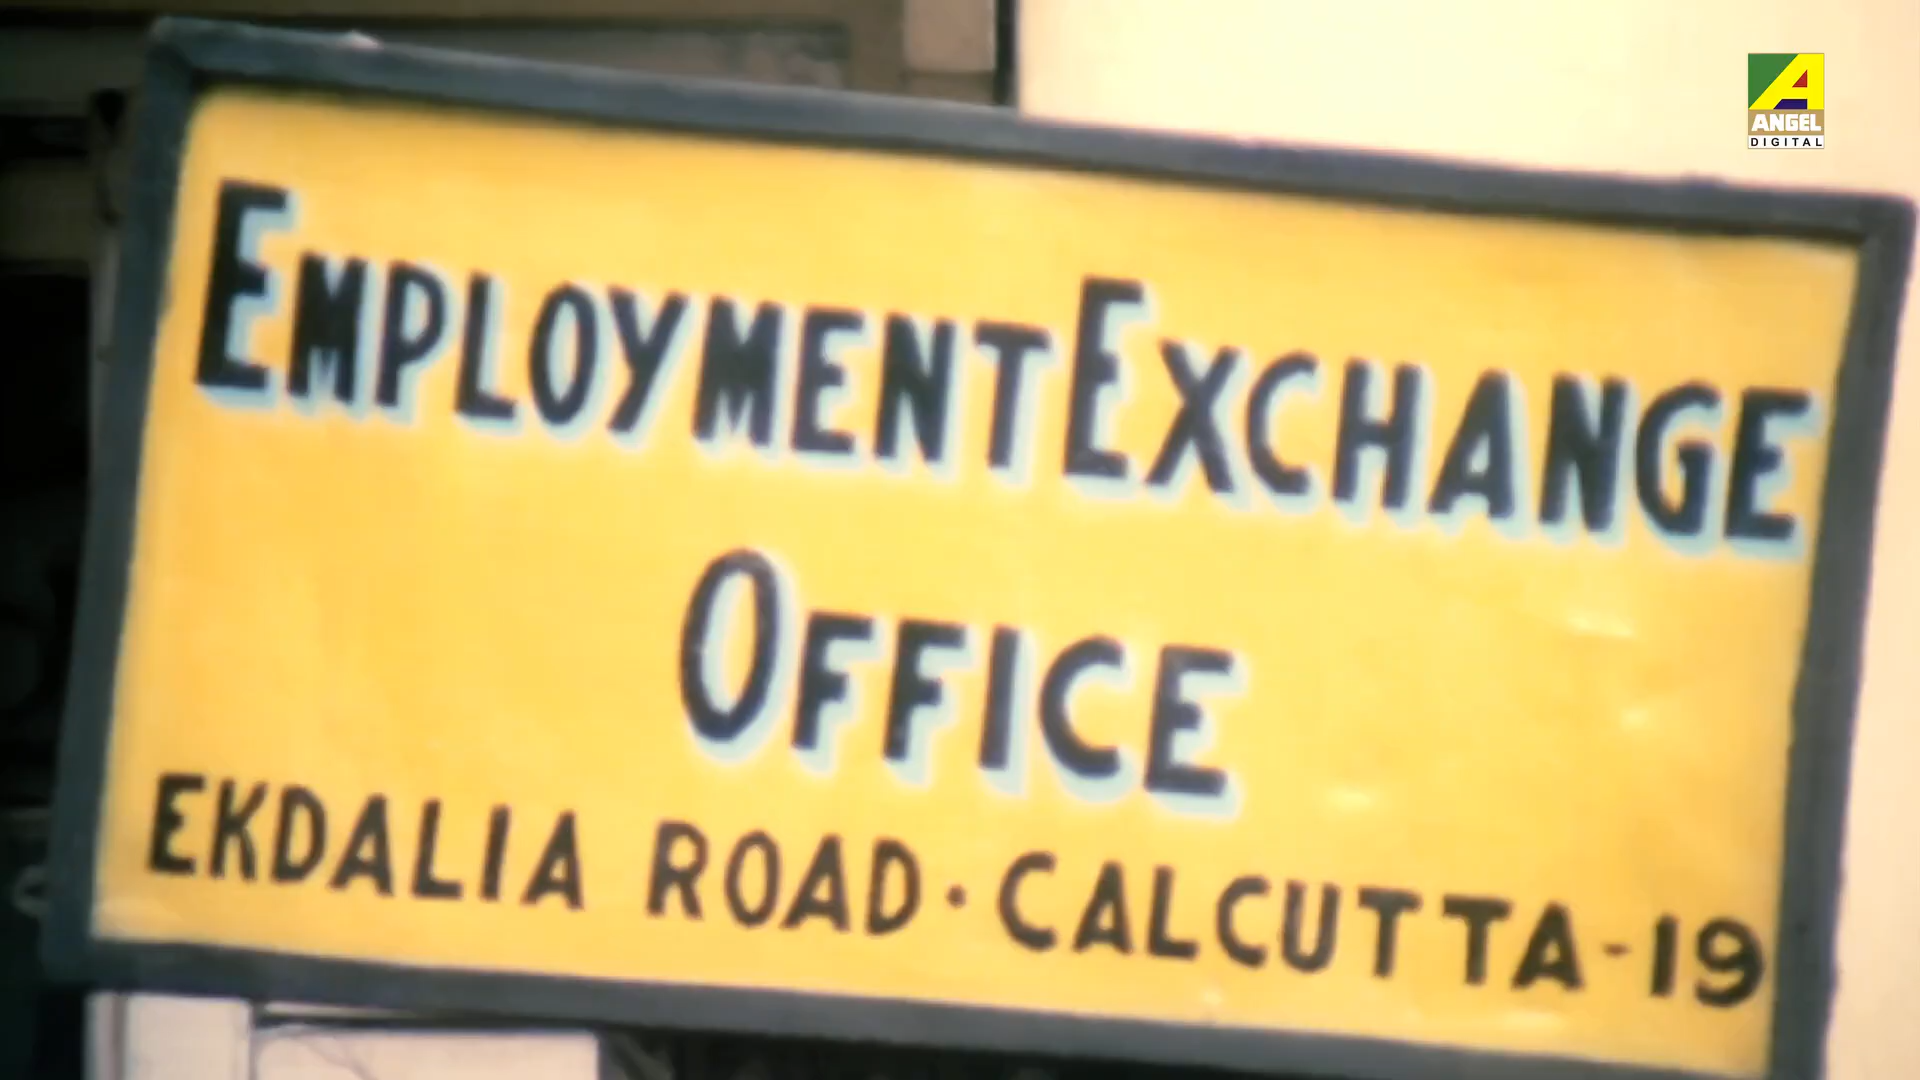 ANGEL
DIGITAL
EMPLOYMENT EXCHANGE
OFFICE
EKDALIA ROAD · CALCUTTA-19